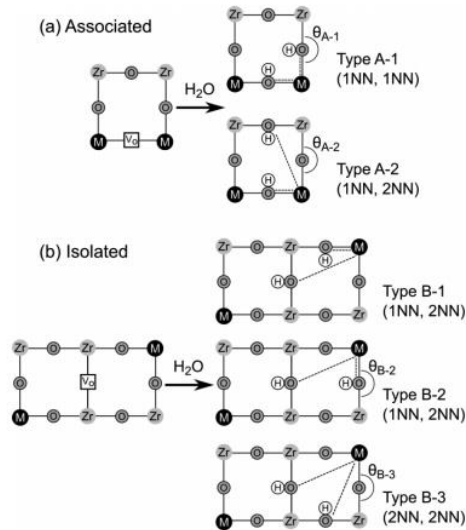 (a) Associated
Zr O Zr
O O
M Vo M
H₂O
Zr O Zr
O H O
H
M O M
θA-1
Type A-1
(1NN, 1NN)
Zr O Zr
H
O O
H
M O M
θA-2
Type A-2
(1NN, 2NN)
(b) Isolated
Zr O Zr O M
O Vo O
M O Zr O Zr
H₂O
Zr O Zr O M
H
O H O O
M O Zr O Zr
Type B-1
(1NN, 2NN)
Zr O Zr O M
O H O H O
M O Zr O Zr
θB-2
Type B-2
(1NN, 2NN)
Zr O Zr O M
O H O O
H
M O Zr O Zr
θB-3
Type B-3
(2NN, 2NN)